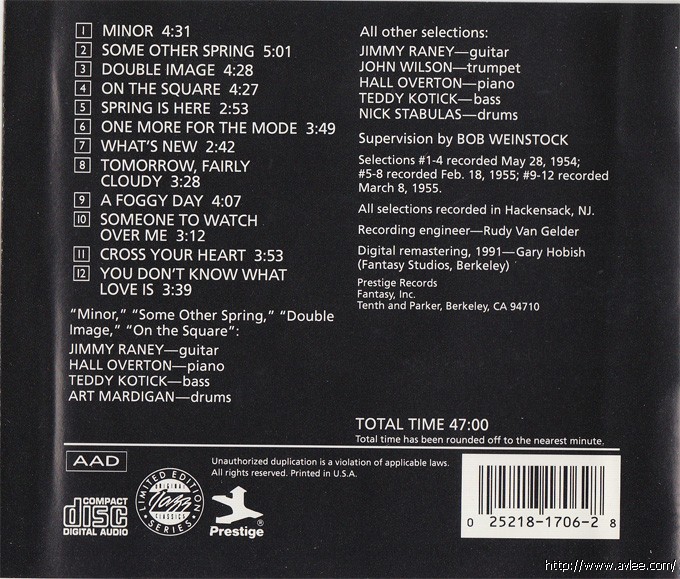 1 MINOR 4:31
2 SOME OTHER SPRING 5:01
3 DOUBLE IMAGE 4:28
4 ON THE SQUARE 4:27
5 SPRING IS HERE 2:53
6 ONE MORE FOR THE MODE 3:49
7 WHAT'S NEW 2:42
8 TOMORROW, FAIRLY
CLOUDY 3:28
9 A FOGGY DAY 4:07
10 SOMEONE TO WATCH
OVER ME 3:12
11 CROSS YOUR HEART 3:53
12 YOU DON'T KNOW WHAT
LOVE IS 3:39
“Minor,” “Some Other Spring,” “Double
Image,” “On the Square”:
JIMMY RANEY—guitar
HALL OVERTON—piano
TEDDY KOTICK—bass
ART MARDIGAN—drums
All other selections:
JIMMY RANEY—guitar
JOHN WILSON—trumpet
HALL OVERTON—piano
TEDDY KOTICK—bass
NICK STABULAS—drums
Supervision by BOB WEINSTOCK
Selections #1-4 recorded May 28, 1954;
#5-8 recorded Feb. 18, 1955; #9-12 recorded
March 8, 1955.
All selections recorded in Hackensack, NJ.
Recording engineer—Rudy Van Gelder
Digital remastering, 1991—Gary Hobish
(Fantasy Studios, Berkeley)
Prestige Records
Fantasy, Inc.
Tenth and Parker, Berkeley, CA 94710
TOTAL TIME 47:00
Total time has been rounded off to the nearest minute.
AAD
COMPACT
disc
DIGITAL AUDIO
LIMITED EDITION
ORIGINAL
Jazz
CLASSICS
SERIES
Prestige®
Unauthorized duplication is a violation of applicable laws.
All rights reserved. Printed in U.S.A.
0 25218-1706-2 8
http://www.avlee.com/